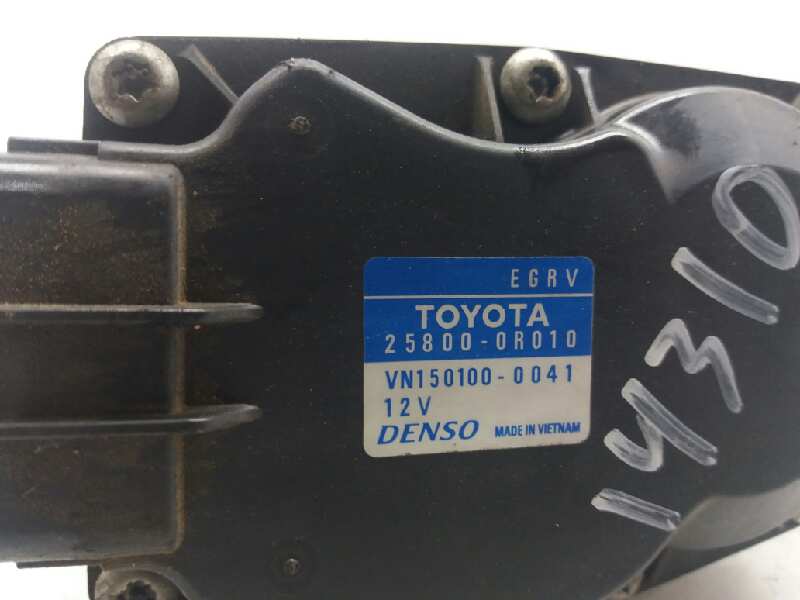 EGRV
TOYOTA
25800-0R010
VN150100-0041
12V
DENSO MADE IN VIETNAM
14310